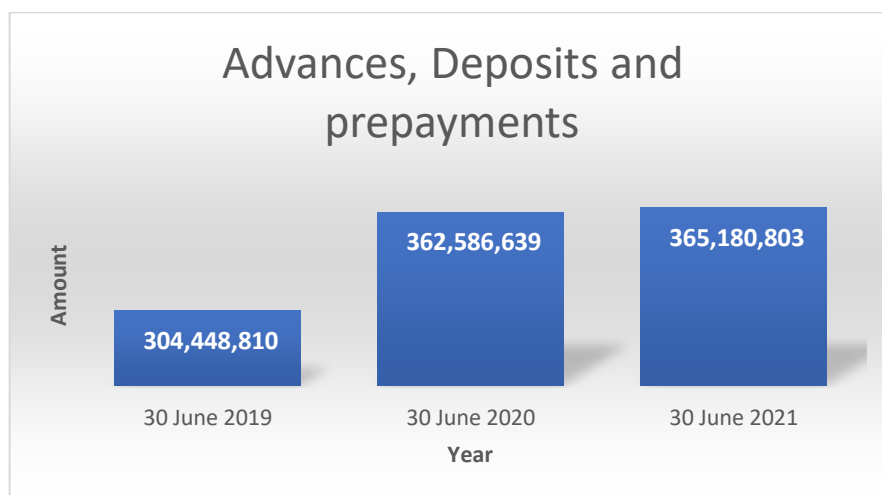 Advances, Deposits and
prepayments
Amount
304,448,810
362,586,639
365,180,803
30 June 2019
30 June 2020
30 June 2021
Year